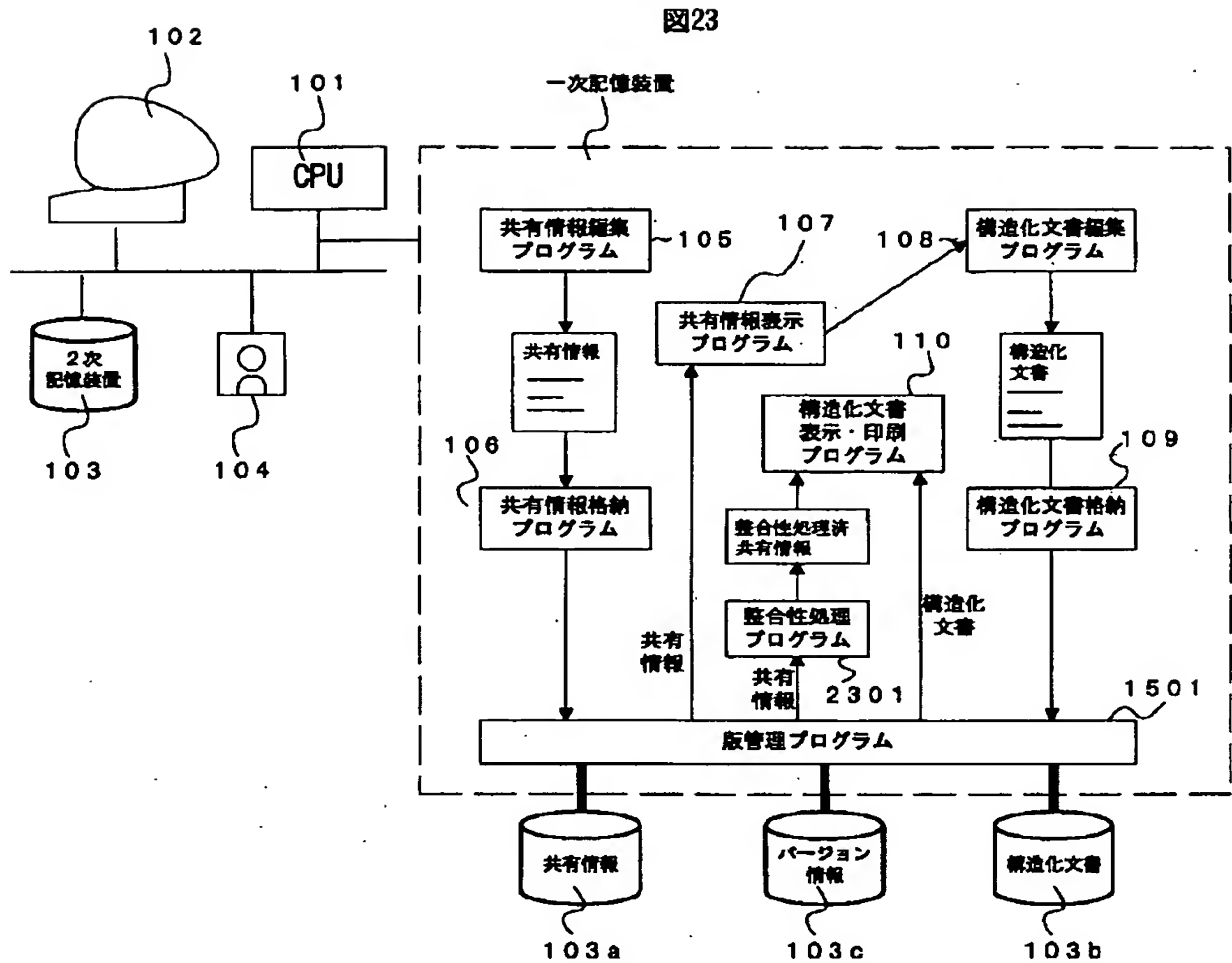 図23
102
101
CPU
一次記憶装置
共有情報編集
プログラム
105
107
108
構造化文書編集
プログラム
共有情報表示
プログラム
共有情報
110
構造化
文書
2次
記憶装置
構造化文書
表示・印刷
プログラム
103
104
106
109
共有情報格納
プログラム
整合性処理済
共有情報
構造化文書格納
プログラム
整合性処理
プログラム
構造化
文書
共有
情報
共有
情報
2301
1501
版管理プログラム
共有情報
バージョン
情報
構造化文書
103a
103c
103b